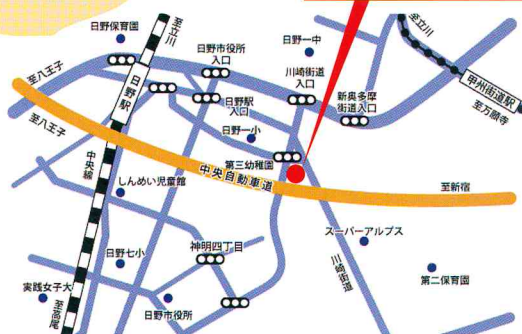 日野保育園
至立川
日野市役所
入口
日野一中
至立川
至八王子
日野駅
川崎街道
入口
甲州街道駅
至万願寺
新奥多摩
街道入口
日野駅
入口
至八王子
日野一小
第三幼稚園
中央線
しんめい児童館
中央自動車道
至新宿
スーパーアルプス
神明四丁目
日野七小
川崎街道
第二保育園
実践女子大
至高尾
日野市役所